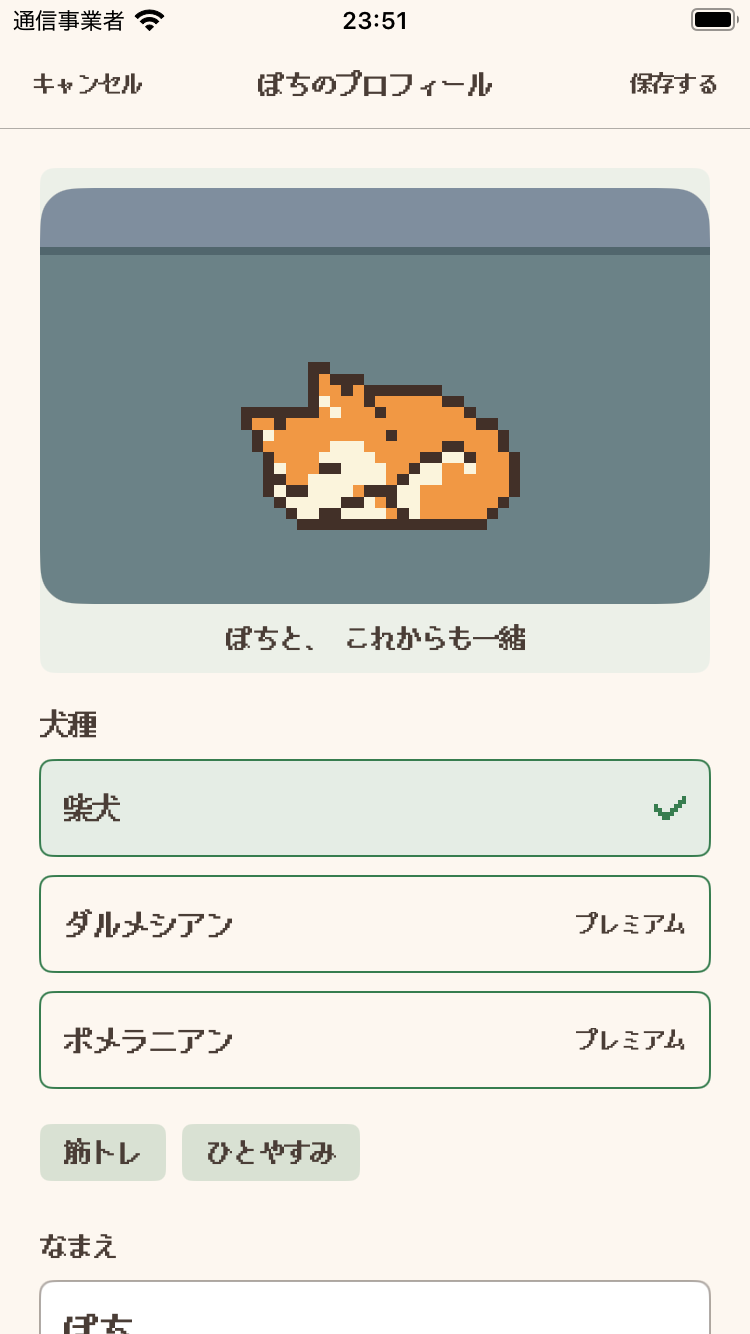 通信事業者 23:51
キャンセル ぽちのプロフィール 保存する
ぽちと、 これからも一緒
犬種
柴犬
ダルメシアン プレミアム
ポメラニアン プレミアム
筋トレ ひとやすみ
なまえ
ぽち